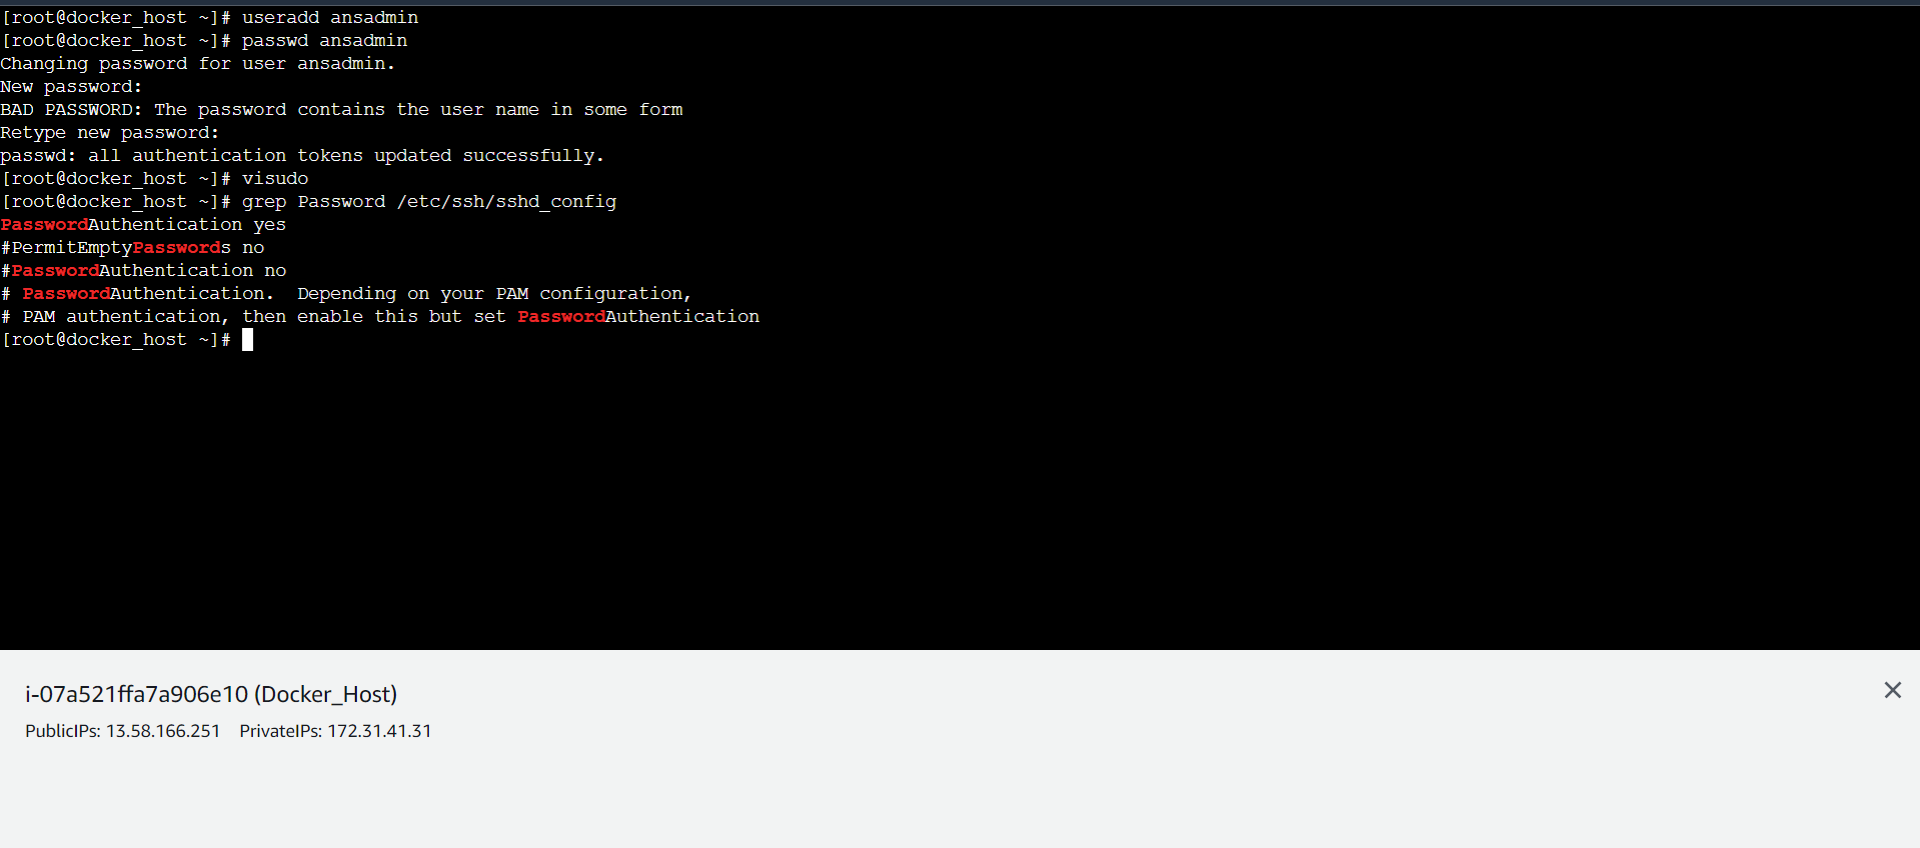 [root@docker_host ~]# useradd ansadmin
[root@docker_host ~]# passwd ansadmin
Changing password for user ansadmin.
New password:
BAD PASSWORD: The password contains the user name in some form
Retype new password:
passwd: all authentication tokens updated successfully.
[root@docker_host ~]# visudo
[root@docker_host ~]# grep Password /etc/ssh/sshd_config
PasswordAuthentication yes
#PermitEmptyPasswords no
#PasswordAuthentication no
# PasswordAuthentication.  Depending on your PAM configuration,
# PAM authentication, then enable this but set PasswordAuthentication
[root@docker_host ~]#
i-07a521ffa7a906e10 (Docker_Host)
PublicIPs: 13.58.166.251    PrivateIPs: 172.31.41.31